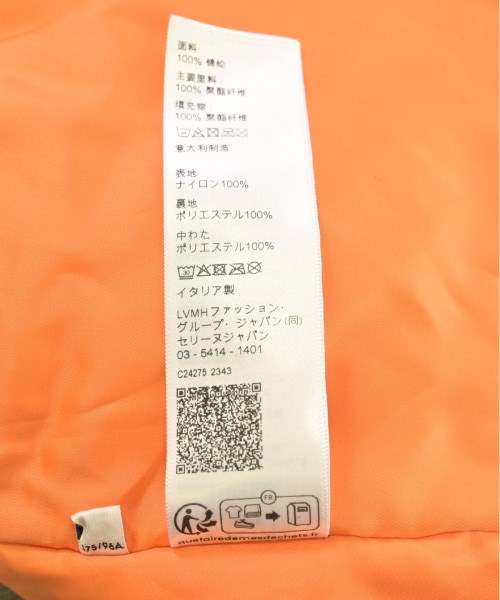 面料
100% 锦纶
主要里料:
100% 聚酯纤维
填充物:
100% 聚酯纤维
意大利制造
表地
ナイロン100%
裏地
ポリエステル100%
中わた
ポリエステル100%
30
イタリア製
LVMHファッション・
グループ・ジャパン(同)
セリーヌジャパン
03 - 5414 - 1401
C24275 2343
FR
quefairedemesdechets.fr
175/96A